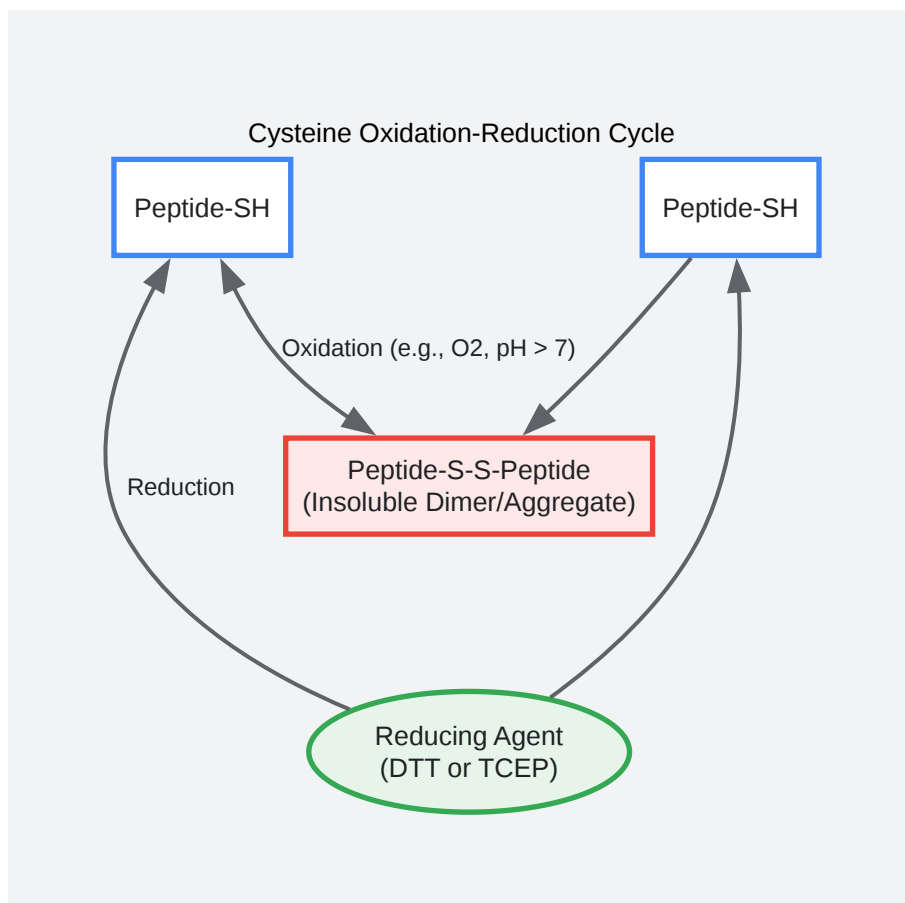 Cysteine Oxidation-Reduction Cycle
Peptide-SH
Peptide-SH
Oxidation (e.g., O2, pH > 7)
Peptide-S-S-Peptide
(Insoluble Dimer/Aggregate)
Reduction
Reducing Agent
(DTT or TCEP)